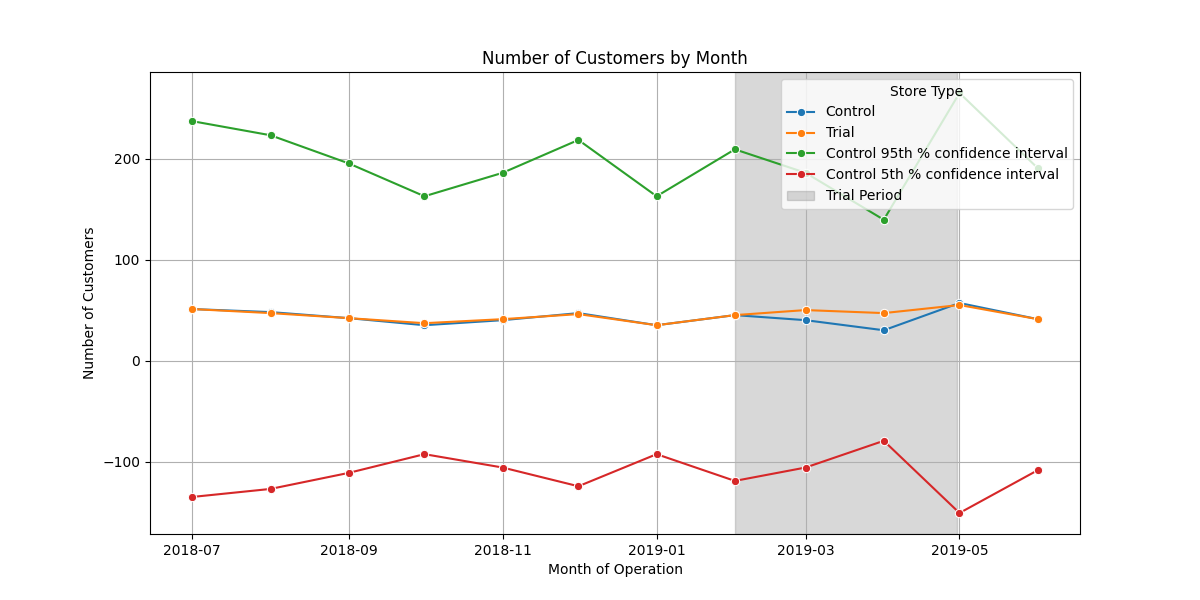 Number of Customers by Month
Number of Customers
200
100
0
−100
Store Type
Control
Trial
Control 95th % confidence interval
Control 5th % confidence interval
Trial Period
2018-07
2018-09
2018-11
2019-01
2019-03
2019-05
Month of Operation